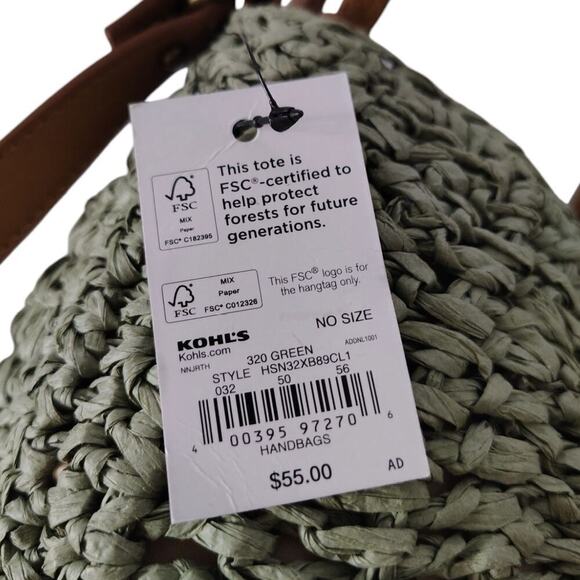 This tote is
FSC®-certified to
help protect
forests for future
generations.
FSC
MIX
Paper
FSC® C182395
FSC
MIX
Paper
FSC® C012326
This FSC® logo is for
the hangtag only.
KOHL'S
Kohls.com
NO SIZE
NNJRTH
320 GREEN
ADDNL1001
STYLE HSN32XB89CL1
032 50 56
4 00395 97270 6
HANDBAGS
$55.00
AD